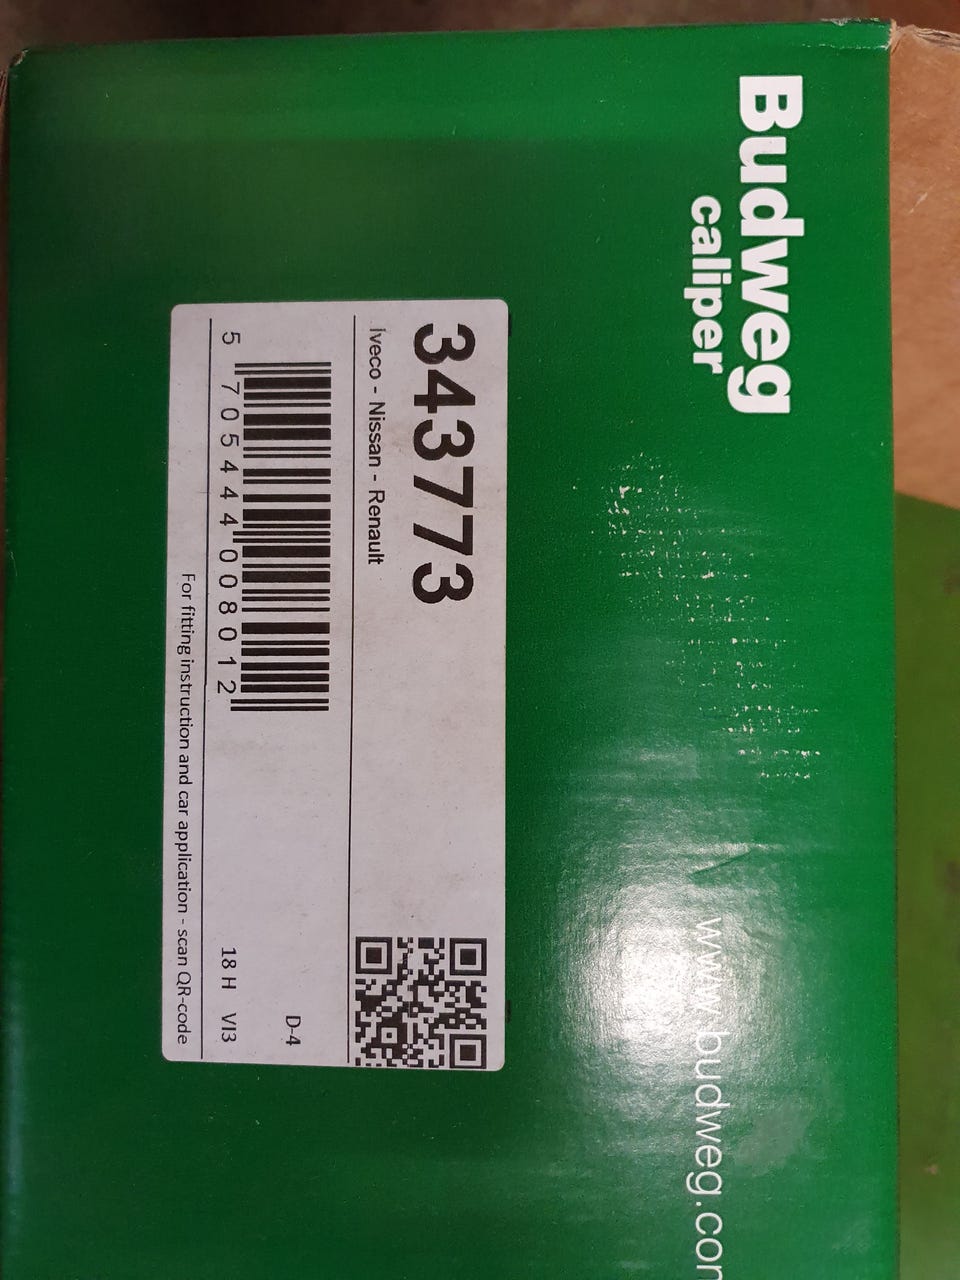 Budweg
caliper
www.budweg.com
343773
Iveco - Nissan - Renault
5 705444 008012
D-4
18 H VI3
For fitting instruction and car application - scan QR-code